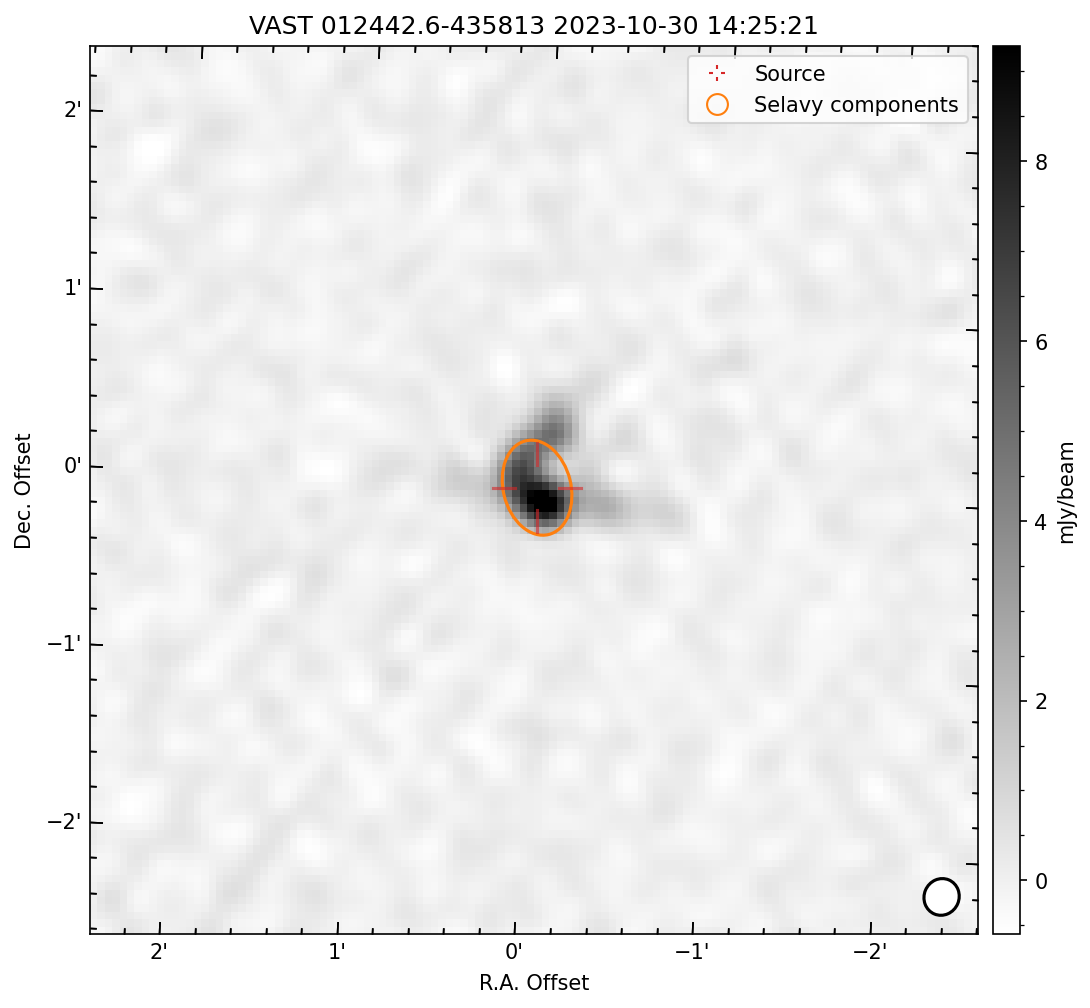 VAST 012442.6-435813 2023-10-30 14:25:21
Source
Selavy components
2'
1'
0'
−1'
−2'
Dec. Offset
2'
1'
0'
−1'
−2'
R.A. Offset
8
6
4
2
0
mJy/beam